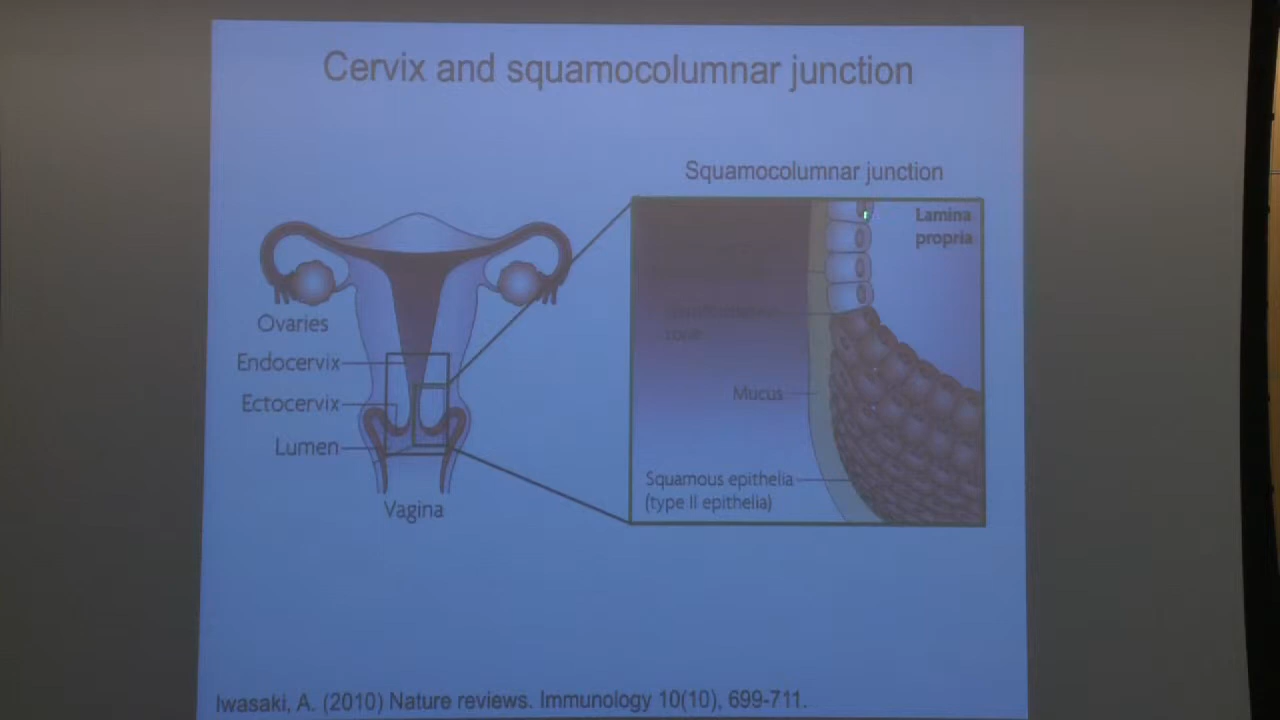 Cervix and squamocolumnar junction
Squamocolumnar junction
Lamina
propria
Ovaries
Endocervix
Ectocervix
Lumen
Vagina
zone
Mucus
Squamous epithelia
(type II epithelia)
Iwasaki, A. (2010) Nature reviews. Immunology 10(10), 699-711.